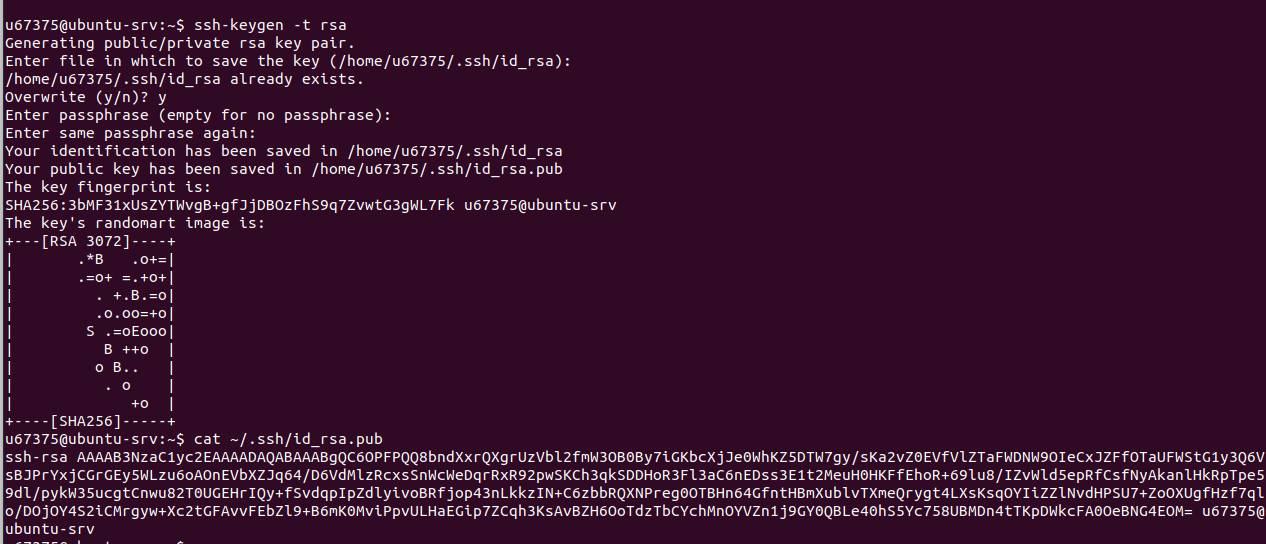 u67375@ubuntu-srv:~$ ssh-keygen -t rsa
Generating public/private rsa key pair.
Enter file in which to save the key (/home/u67375/.ssh/id_rsa):
/home/u67375/.ssh/id_rsa already exists.
Overwrite (y/n)? y
Enter passphrase (empty for no passphrase):
Enter same passphrase again:
Your identification has been saved in /home/u67375/.ssh/id_rsa
Your public key has been saved in /home/u67375/.ssh/id_rsa.pub
The key fingerprint is:
SHA256:3bMF31xUsZYTWvgB+gfJjDBOzFhS9q7ZvwtG3gWL7Fk u67375@ubuntu-srv
The key's randomart image is:
+---[RSA 3072]----+
|       .*B   .o+=|
|       .=o+ =.+o+|
|         . +.B.=o|
|         .o.oo=+o|
|        S .=oEooo|
|          B ++o  |
|         o B..   |
|          . o    |
|             +o  |
+----[SHA256]-----+
u67375@ubuntu-srv:~$ cat ~/.ssh/id_rsa.pub
ssh-rsa AAAAB3NzaC1yc2EAAAADAQABAAABgQC6OPFPQQ8bndXxrQXgrUzVbl2fmW3OB0By7iGKbcXjJe0WhKZ5DTW7gy/sKa2vZ0EVfVlZTaFWDNW9OIeCxJZFfOTaUFWStG1y3Q6V
sBJPrYxjCGrGEy5WLzu6oAOnEVbXZJq64/D6VdMlzRcxsSnWcWeDqrRxR92pwSKCh3qkSDDHoR3Fl3aC6nEDss3E1t2MeuH0HKFfEhoR+69lu8/IZvWld5epRfCsfNyAkanlHkRpTpe5
9dl/pykW35ucgtCnwu82T0UGEHrIQy+fSvdqpIpZdlyivoBRfjop43nLkkzIN+C6zbbRQXNPreg0OTBHn64GfntHBmXublvTXmeQrygt4LXsKsqOYIiZZlNvdHPSU7+ZoOXUgfHzf7ql
o/DOjOY4S2iCMrgyw+Xc2tGFAvvFEbZl9+B6mK0MviPpvULHaEGip7ZCqh3KsAvBZH6OoTdzTbCYchMnOYVZn1j9GY0QBLe40hS5Yc758UBMDn4tTKpDWkcFA0OeBNG4EOM= u67375@
ubuntu-srv